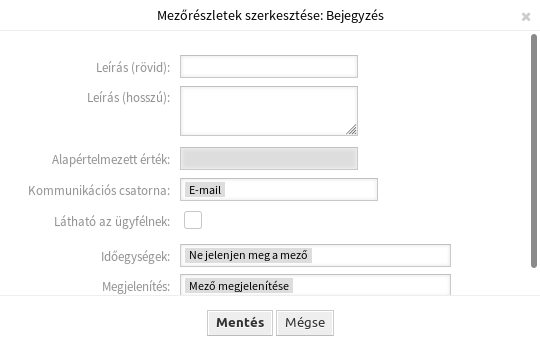 Mezőrészletek szerkesztése: Bejegyzés
Leírás (rövid):
Leírás (hosszú):
Alapértelmezett érték:
Kommunikációs csatorna: E-mail
Látható az ügyfélnek:
Időegységek: Ne jelenjen meg a mező
Megjelenítés: Mező megjelenítése
Mentés Mégse